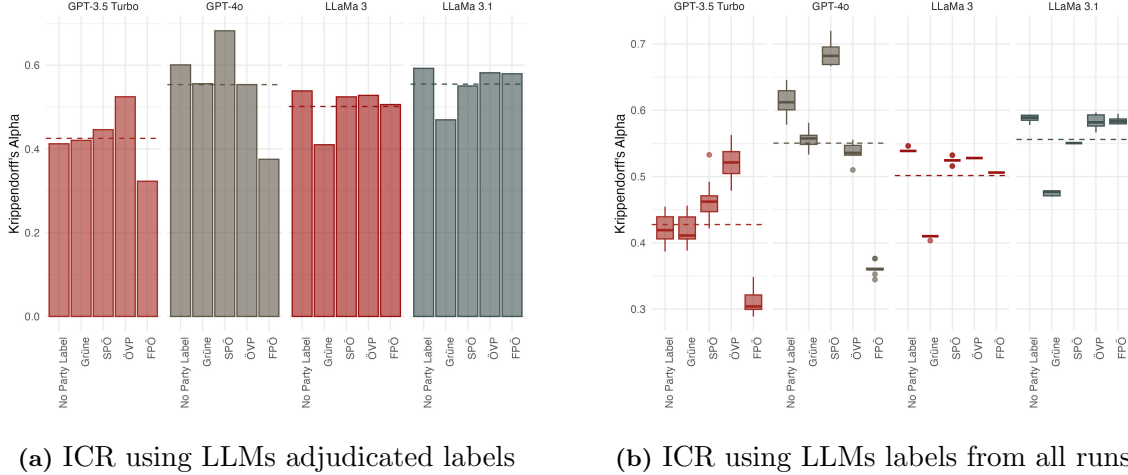 GPT-3.5 Turbo GPT-4o LLaMa 3 LLaMa 3.1
Krippendorff's Alpha
0.6
0.4
0.2
0.0
No Party Label Grüne SPÖ ÖVP FPÖ No Party Label Grüne SPÖ ÖVP FPÖ No Party Label Grüne SPÖ ÖVP FPÖ No Party Label Grüne SPÖ ÖVP FPÖ
(a) ICR using LLMs adjudicated labels
GPT-3.5 Turbo GPT-4o LLaMa 3 LLaMa 3.1
Krippendorff's Alpha
0.7
0.6
0.5
0.4
0.3
No Party Label Grüne SPÖ ÖVP FPÖ No Party Label Grüne SPÖ ÖVP FPÖ No Party Label Grüne SPÖ ÖVP FPÖ No Party Label Grüne SPÖ ÖVP FPÖ
(b) ICR using LLMs labels from all runs